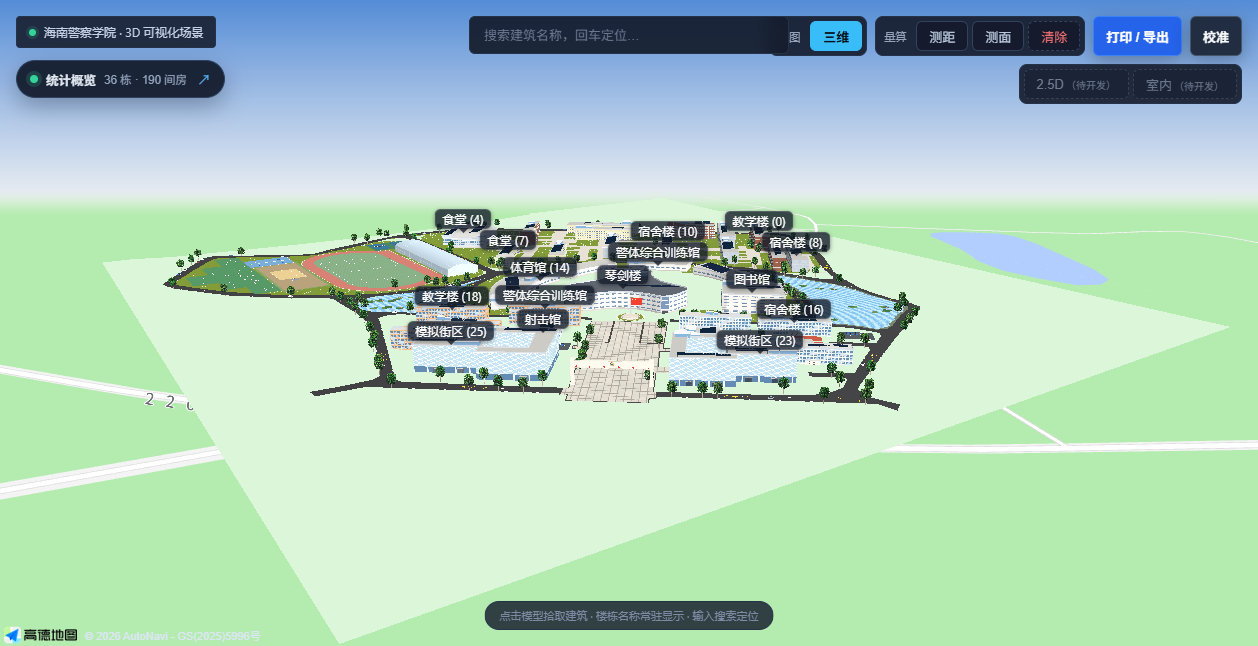 海南警察学院 · 3D 可视化场景
搜索建筑名称，回车定位...
图
三维
量算
测距
测面
清除
打印 / 导出
校准
统计概览 36 栋 · 190 间房 ↗
2.5D （待开发）
室内 （待开发）
食堂 (4)
教学楼 (0)
宿舍楼 (10)
食堂 (7)
宿舍楼 (8)
警体综合训练馆
体育馆 (14)
琴剑楼
图书馆
教学楼 (18)
警体综合训练馆
宿舍楼 (16)
射击馆
模拟街区 (25)
模拟街区 (23)
2 2
点击模型拾取建筑 · 楼栋名称常驻显示 · 输入搜索定位
高德地图 © 2026 AutoNavi - GS(2025)5996号